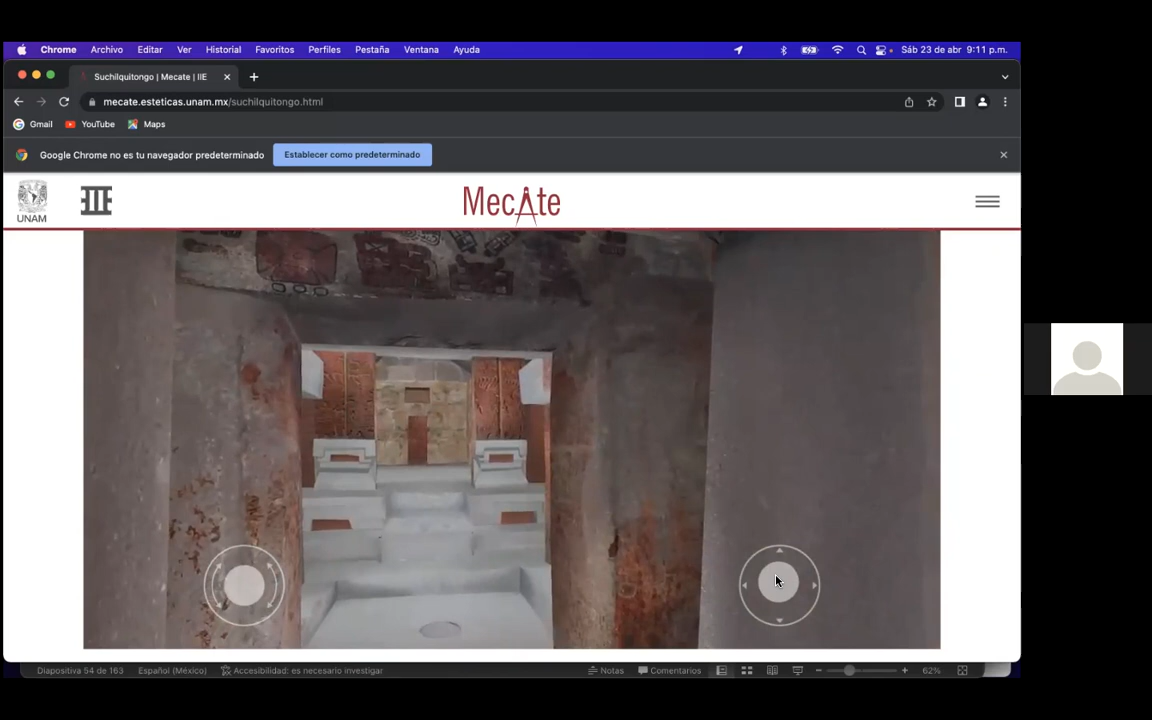 Chrome Archivo Editar Ver Historial Favoritos Perfiles Pestaña Ventana Ayuda Sáb 23 de abr 9:11 p.m.
Suchilquitongo | Mecate | IIE
mecate.esteticas.unam.mx/suchilquitongo.html
Gmail YouTube Maps
Google Chrome no es tu navegador predeterminado Establecer como predeterminado
UNAM
MecAte
Diapositiva 54 de 163 Español (México) Accesibilidad: es necesario investigar Notas Comentarios 62%